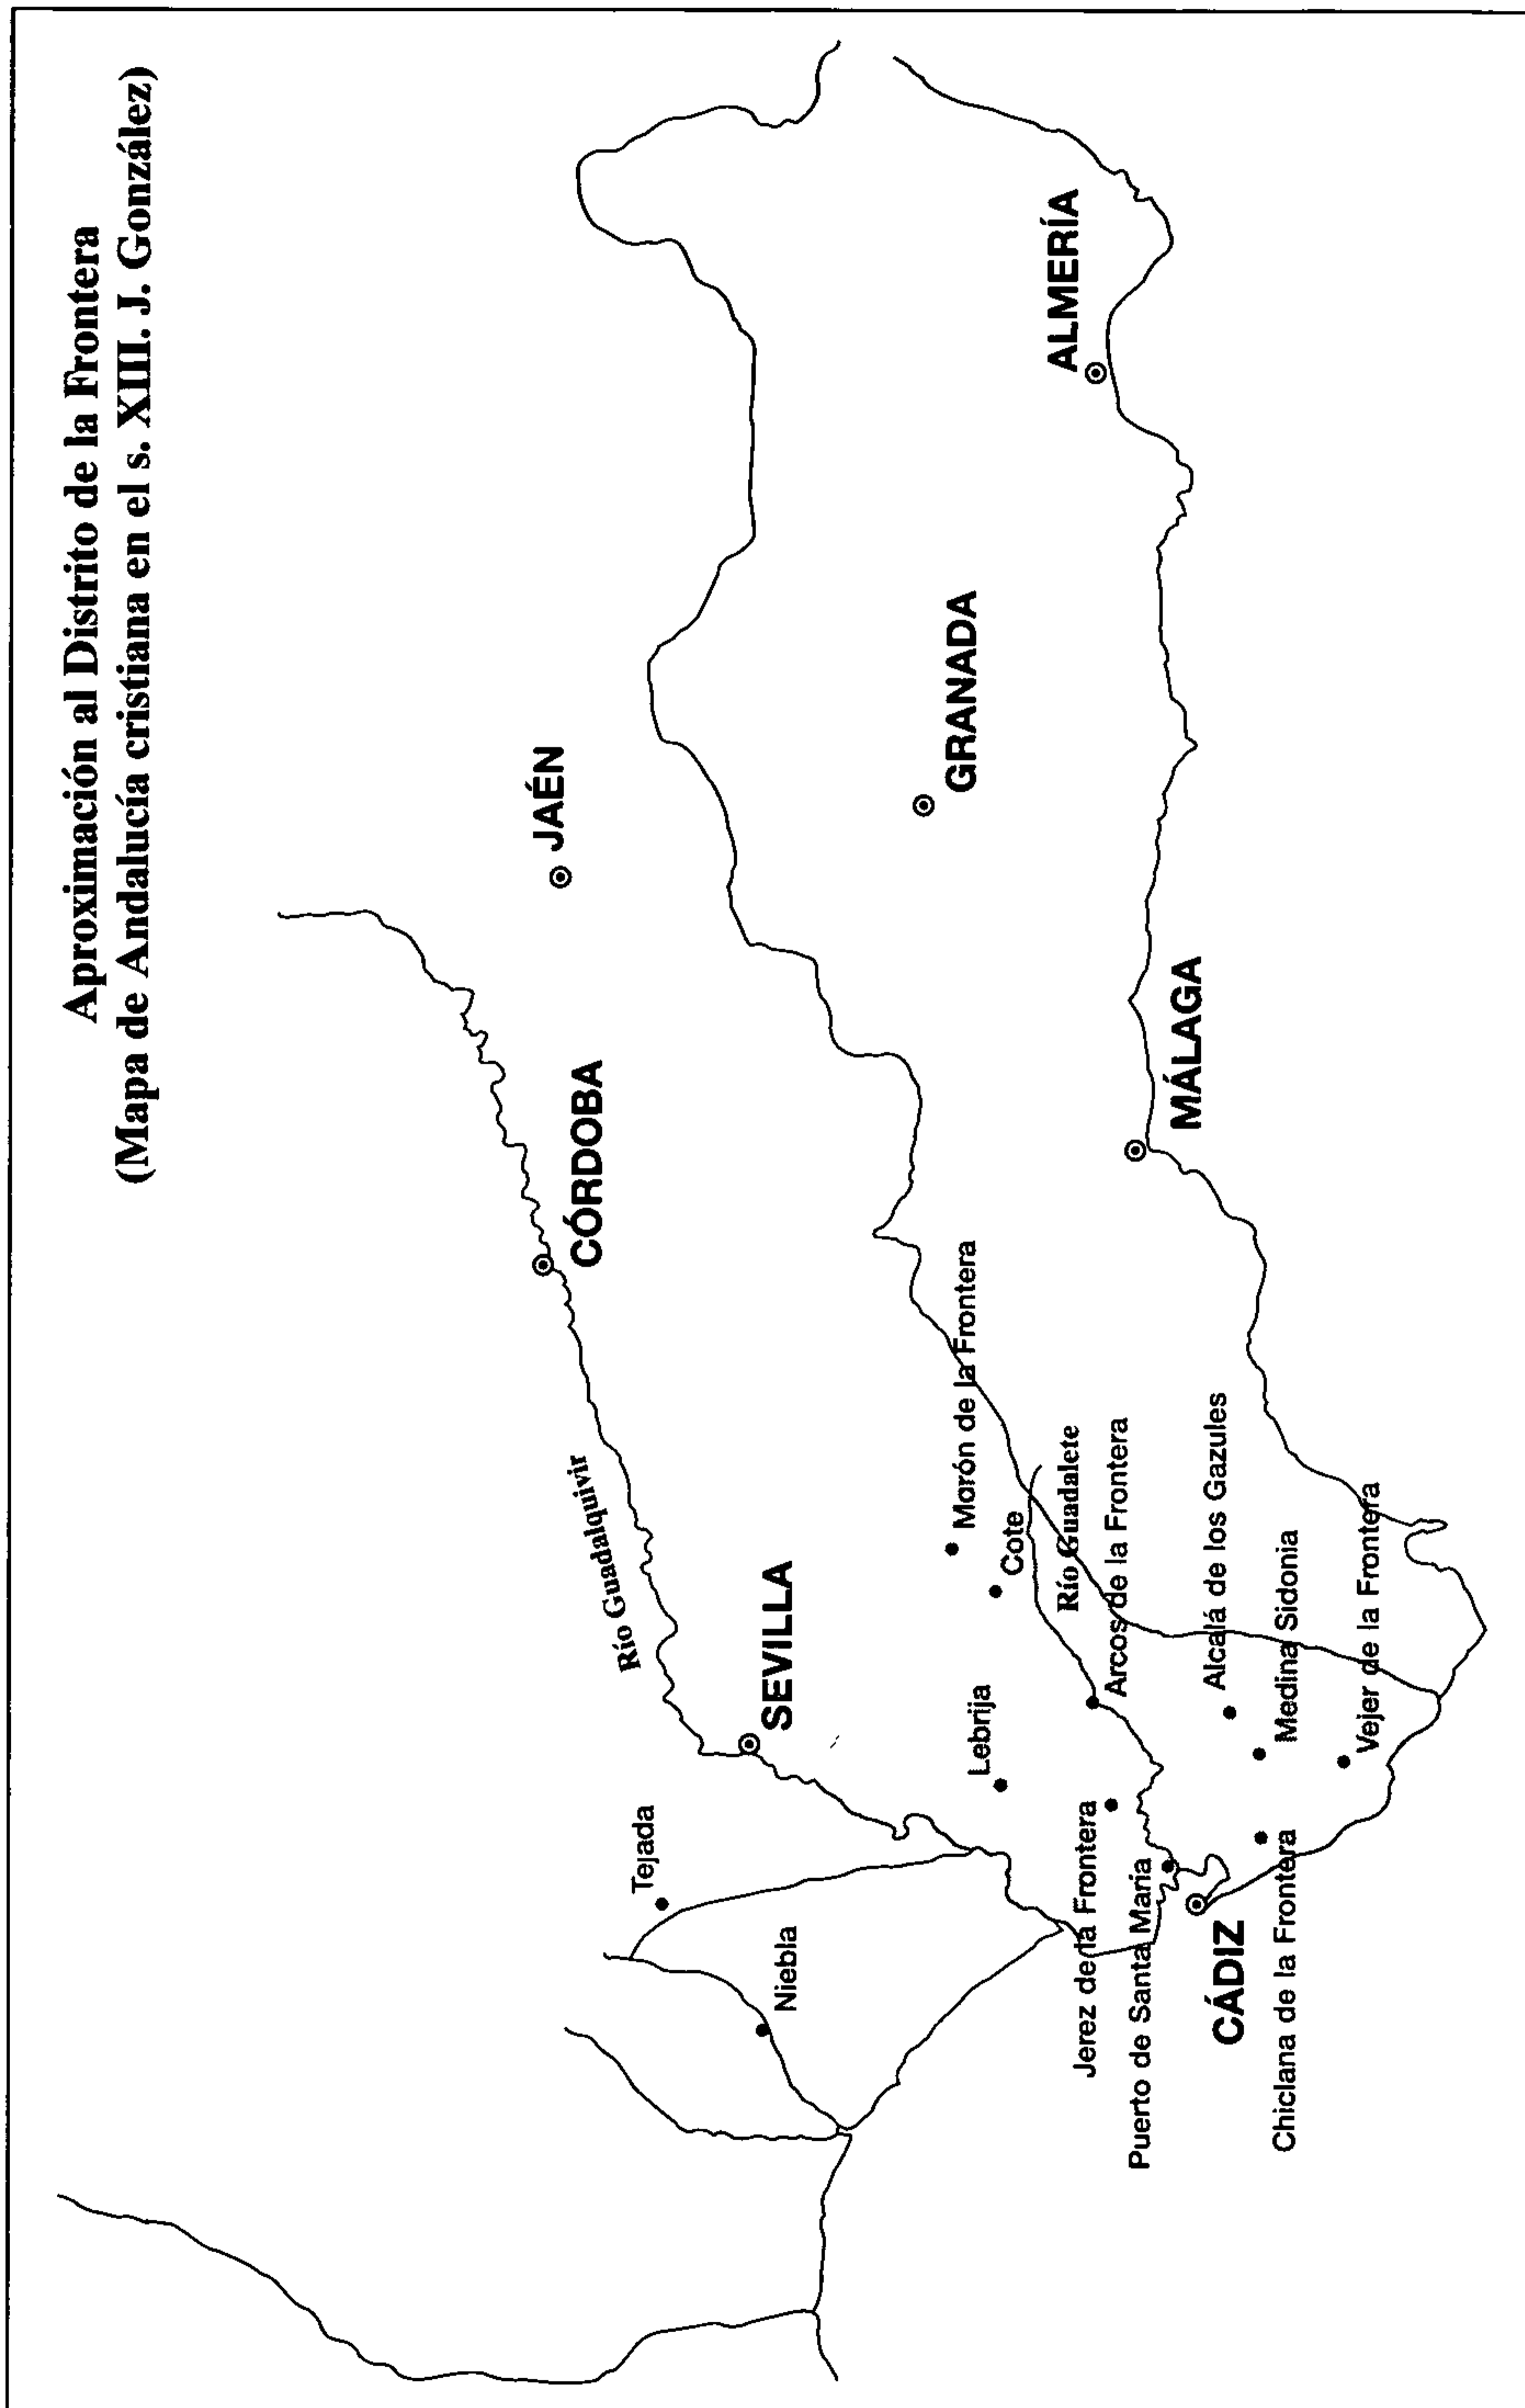 Aproximación al Distrito de la Frontera
(Mapa de Andalucía cristiana en el s. XIII. J. González)
JAÉN
CÓRDOBA
Río Guadalquivir
SEVILLA
Tejada
Niebla
GRANADA
ALMERÍA
MÁLAGA
Morón de la Frontera
Cote
Río Guadalete
Lebrija
Arcos de la Frontera
Jerez de la Frontera
Puerto de Santa María
Alcalá de los Gazules
CÁDIZ
Medina Sidonia
Chiclana de la Frontera
Vejer de la Frontera